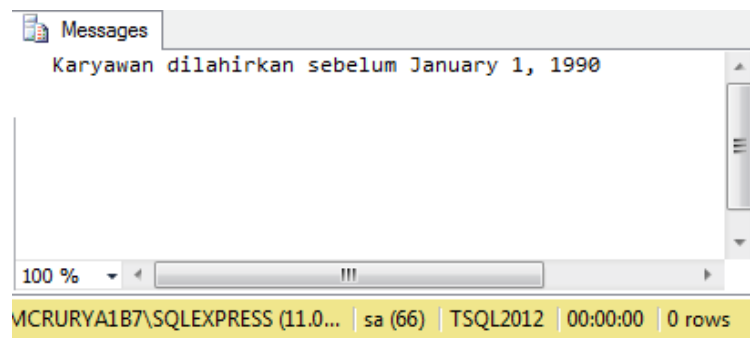 Messages
Karyawan dilahirkan sebelum January 1, 1990
100 %
MCRURYA1B7\SQLEXPRESS (11.0... sa (66) TSQL2012 00:00:00 0 rows